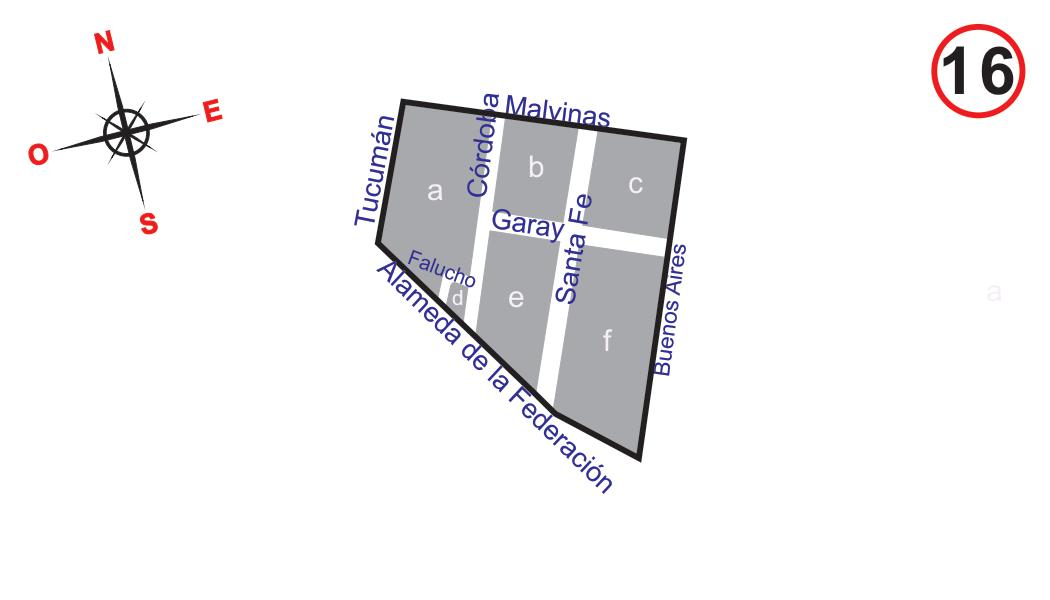 N
E
O
S
16
Malvinas
Córdoba
Tucumán
a
b
c
Garay
Santa Fe
Falucho
d
e
f
Buenos Aires
Alameda de la Federación
a